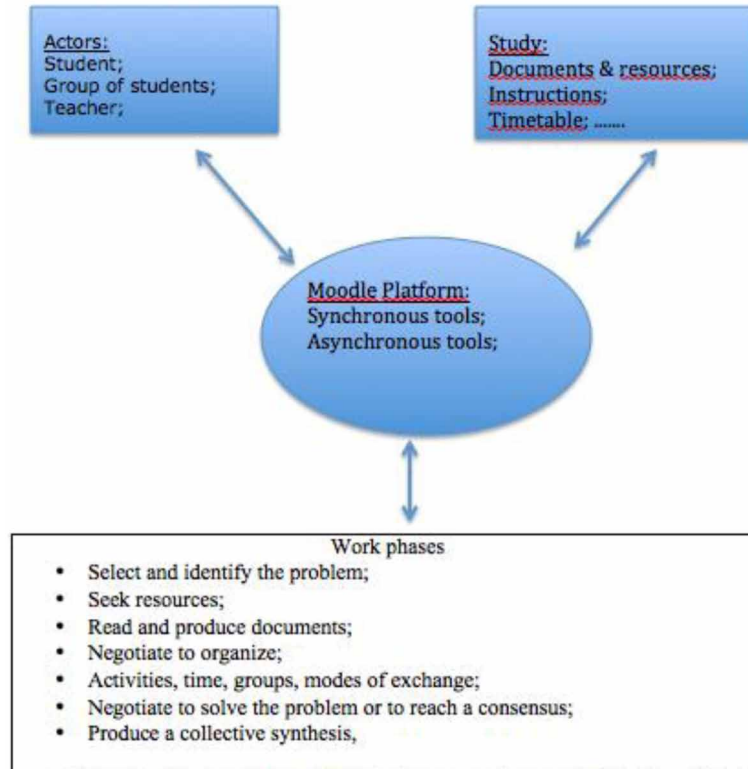 Actors:
Student;
Group of students;
Teacher;
Study:
Documents & resources;
Instructions;
Timetable; .......
Moodle Platform:
Synchronous tools;
Asynchronous tools;
Work phases
• Select and identify the problem;
• Seek resources;
• Read and produce documents;
• Negotiate to organize;
• Activities, time, groups, modes of exchange;
• Negotiate to solve the problem or to reach a consensus;
• Produce a collective synthesis,